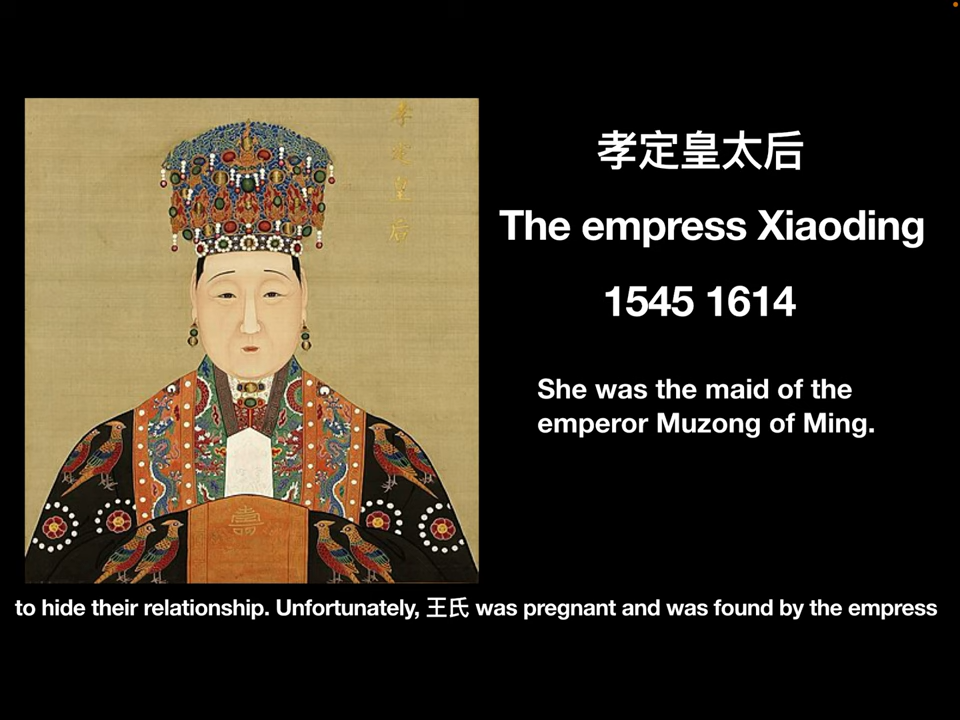 孝定皇后
孝定皇太后
The empress Xiaoding
1545 1614
She was the maid of the
emperor Muzong of Ming.
壽
to hide their relationship. Unfortunately, 王氏 was pregnant and was found by the empress